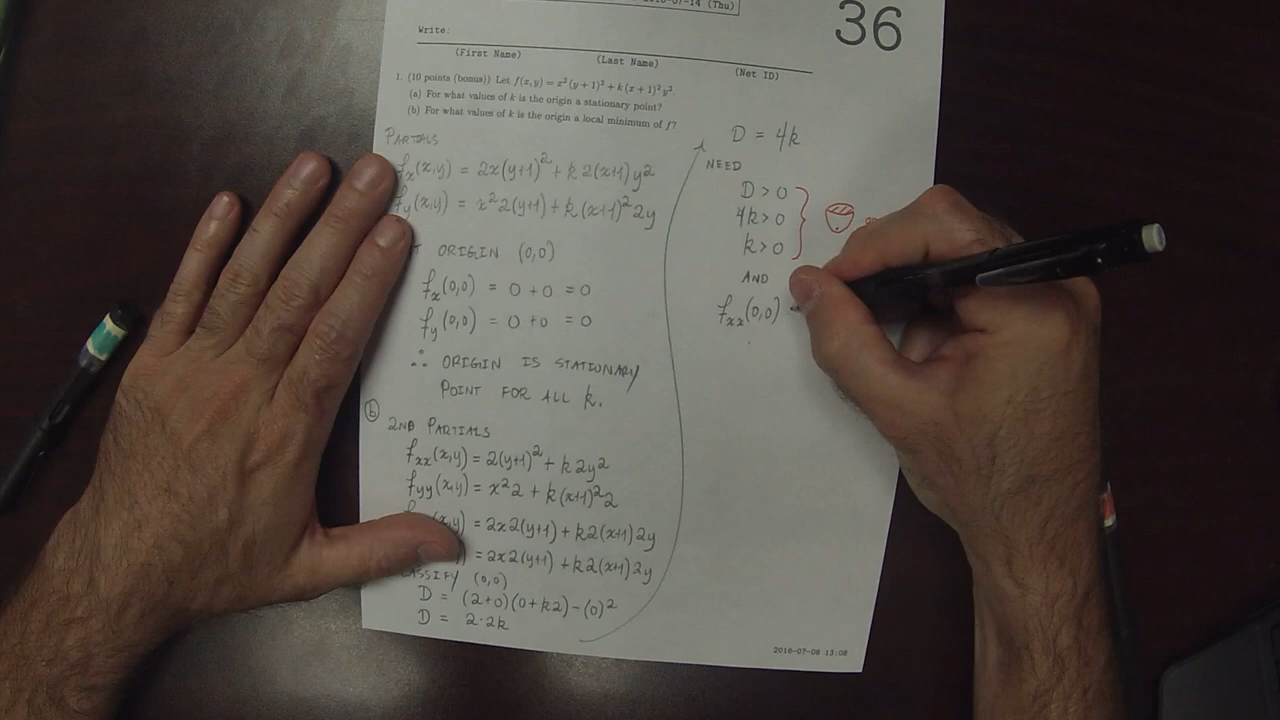 2016-07-14 (Thu)
36
Write:
(First Name) (Last Name) (Net ID)
1. (10 points (bonus)) Let f(x, y) = x²(y + 1)² + k(x + 1)²y².
(a) For what values of k is the origin a stationary point?
(b) For what values of k is the origin a local minimum of f?
PARTIALS
fx(x,y) = 2x(y+1)² + k2(x+1)y²
fy(x,y) = x²2(y+1) + k(x+1)²2y
ORIGIN (0,0)
fx(0,0) = 0 + 0 = 0
fy(0,0) = 0 + 0 = 0
∴ ORIGIN IS STATIONARY
POINT FOR ALL k.
(b)
2ND PARTIALS
fxx(x,y) = 2(y+1)² + k2y²
fyy(x,y) = x²2 + k(x+1)²2
(x,y) = 2x2(y+1) + k2(x+1)2y
) = 2x2(y+1) + k2(x+1)2y
(0,0)
D = (2+0)(0+k2) - (0)²
D = 2·2k
D = 4k
NEED
D > 0
4k > 0
k > 0
AND
fxx(0,0)
2016-07-08 13:08